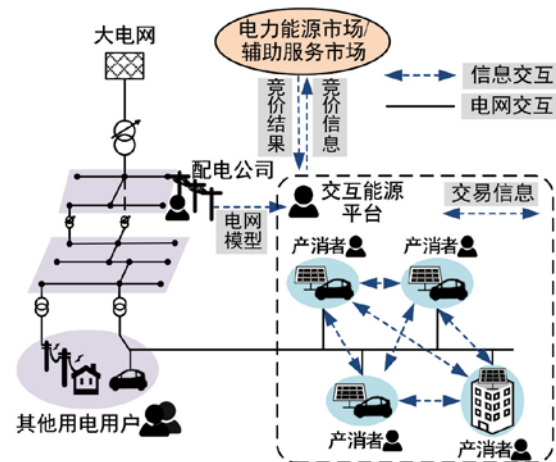 大电网
电力能源市场/
辅助服务市场
竞价结果
竞价信息
信息交互
电网交互
配电公司
电网
模型
交互能源
平台
交易信息
产消者
产消者
产消者
产消者
其他用电用户